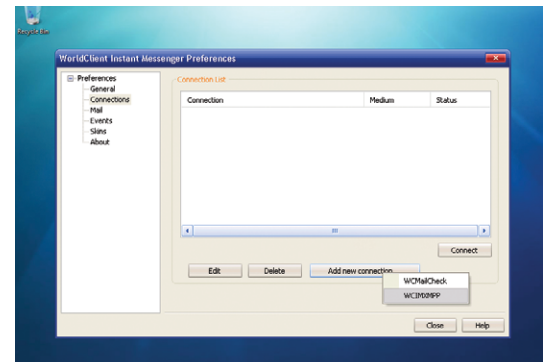 Recycle Bin
WorldClient Instant Messenger Preferences
Preferences
General
Connections
Mail
Events
Skins
About
Connection List
Connection Medium Status
Connect
Edit Delete Add new connection...
WCMailCheck
WCIMXMPP
Close Help